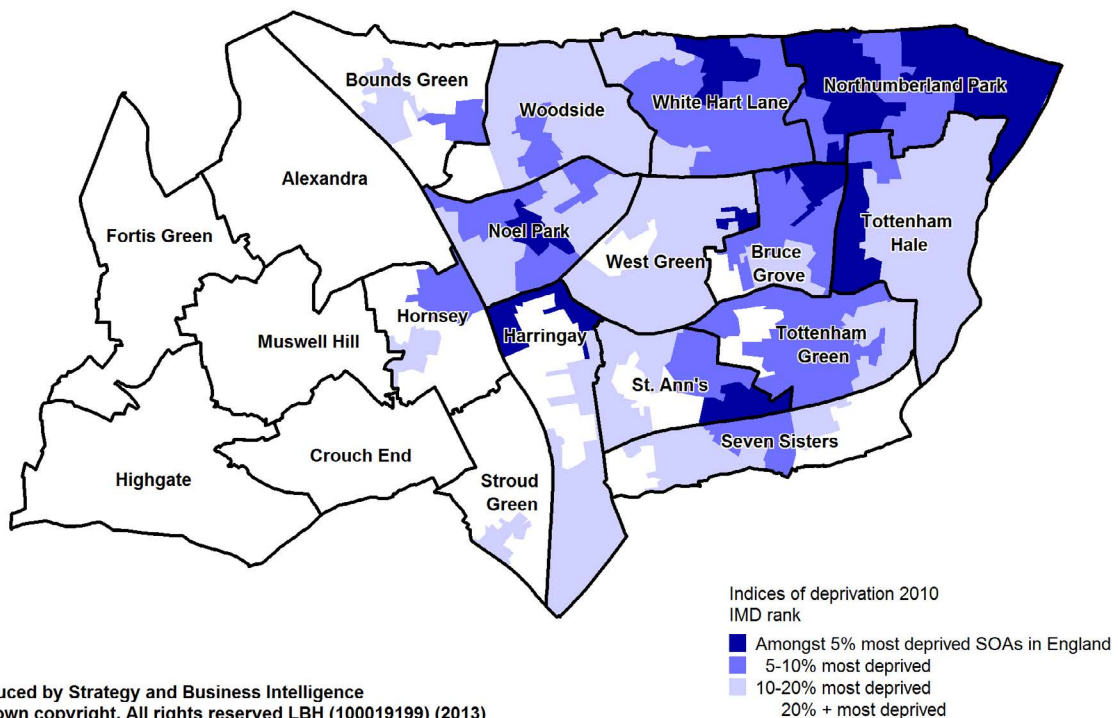 Bounds Green
Woodside
White Hart Lane
Northumberland Park
Alexandra
Fortis Green
Noel Park
West Green
Bruce
Grove
Tottenham
Hale
Hornsey
Muswell Hill
Harringay
Tottenham
Green
St. Ann's
Seven Sisters
Crouch End
Highgate
Stroud
Green
Indices of deprivation 2010
IMD rank
Amongst 5% most deprived SOAs in England
5-10% most deprived
10-20% most deprived
20% + most deprived
uced by Strategy and Business Intelligence
own copyright. All rights reserved LBH (100019199) (2013)